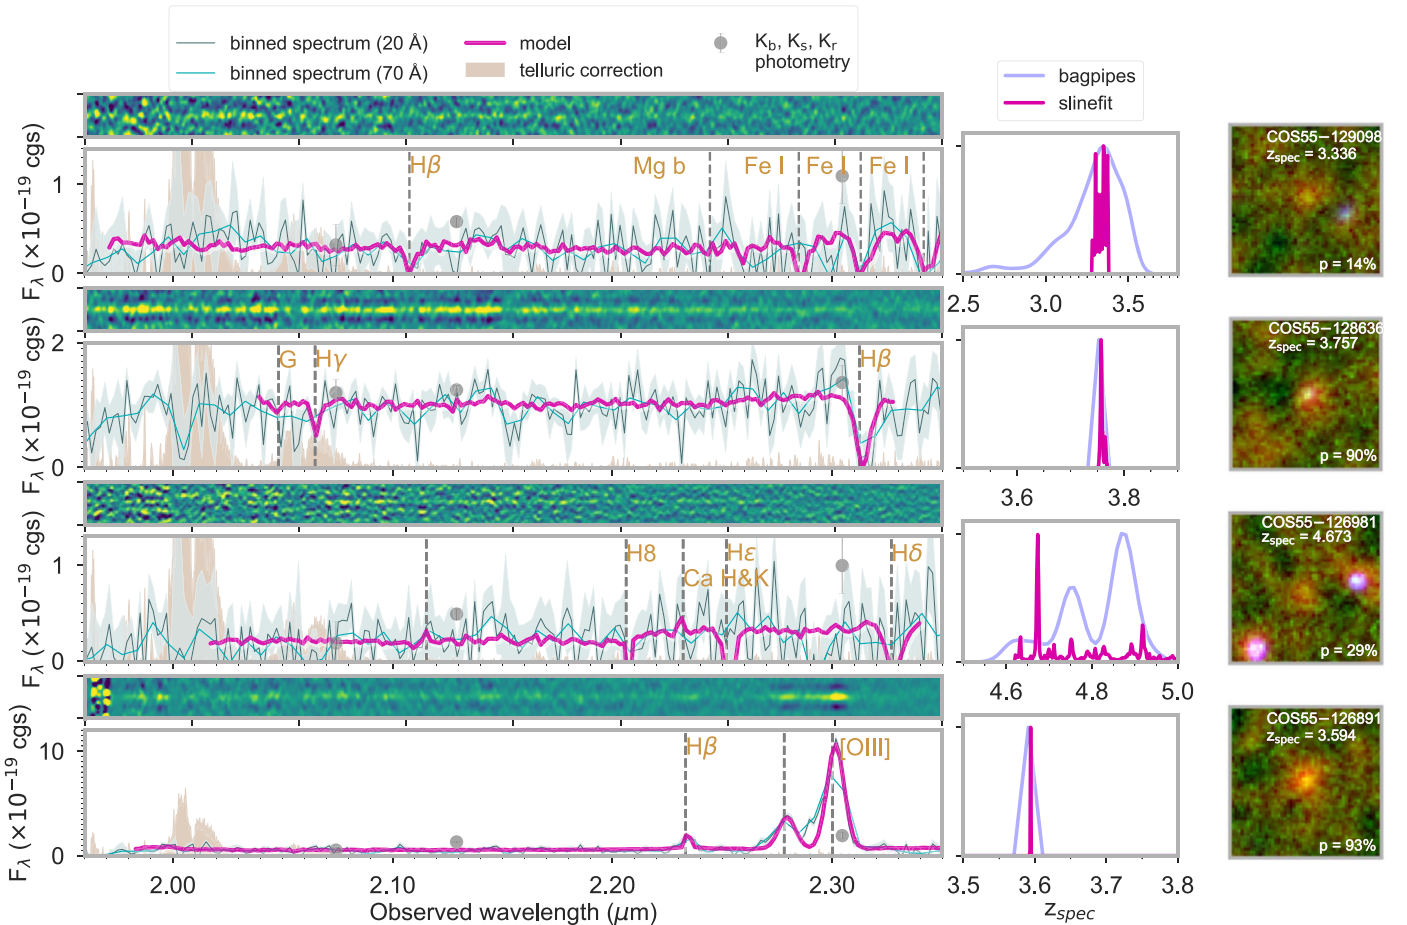 binned spectrum (20 Å)
binned spectrum (70 Å)
model
telluric correction
K_b, K_s, K_r
photometry
bagpipes
slinefit
F_λ (×10⁻¹⁹ cgs)
1
0
Hβ
Mg b
Fe I
Fe I
Fe I
2.5
3.0
3.5
COS55−129098
z_spec = 3.336
p = 14%
F_λ (×10⁻¹⁹ cgs)
2
1
0
G
Hγ
Hβ
3.6
3.8
COS55−128636
z_spec = 3.757
p = 90%
F_λ (×10⁻¹⁹ cgs)
1
0
H8
Ca H&K
Hε
Hδ
4.6
4.8
5.0
COS55−126981
z_spec = 4.673
p = 29%
F_λ (×10⁻¹⁹ cgs)
10
0
Hβ
[OIII]
2.00
2.10
2.20
2.30
Observed wavelength (μm)
3.5
3.6
3.7
3.8
z_spec
COS55−126891
z_spec = 3.594
p = 93%